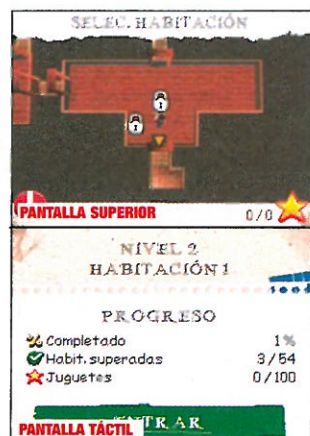 SELEC. HABITACIÓN
PANTALLA SUPERIOR 0/0
NIVEL 2
HABITACIÓN 1
PROGRESO
Completado 1%
Habit. superadas 3/54
Juguetes 0/100
ENTRAR
PANTALLA TÁCTIL